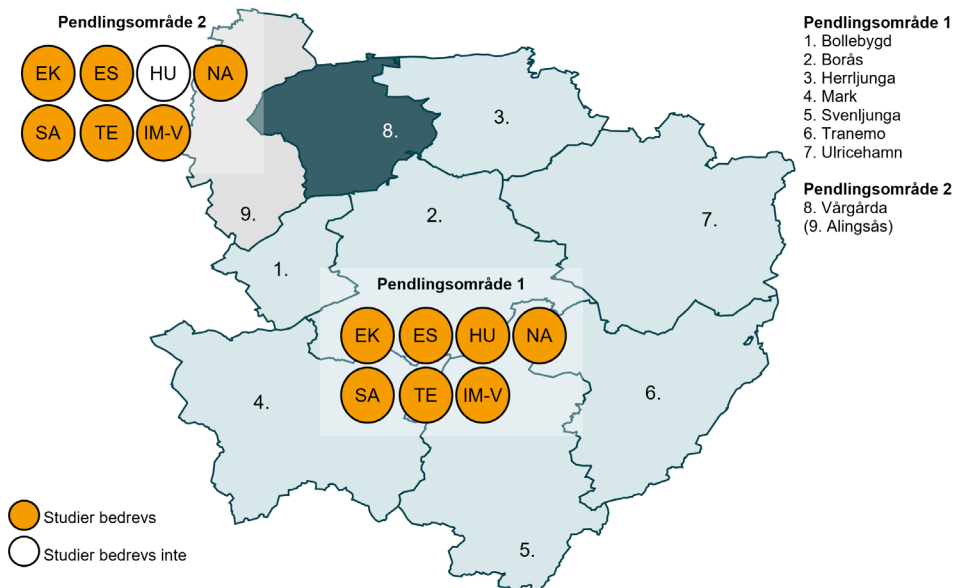 Pendlingsområde 2
EK ES HU NA
SA TE IM-V
8.
3.
9.
2.
7.
1.
Pendlingsområde 1
EK ES HU NA
SA TE IM-V
4.
6.
5.
Studier bedrevs
Studier bedrevs inte
Pendlingsområde 1
1. Bollebygd
2. Borås
3. Herrljunga
4. Mark
5. Svenljunga
6. Tranemo
7. Ulricehamn
Pendlingsområde 2
8. Vårgårda
(9. Alingsås)